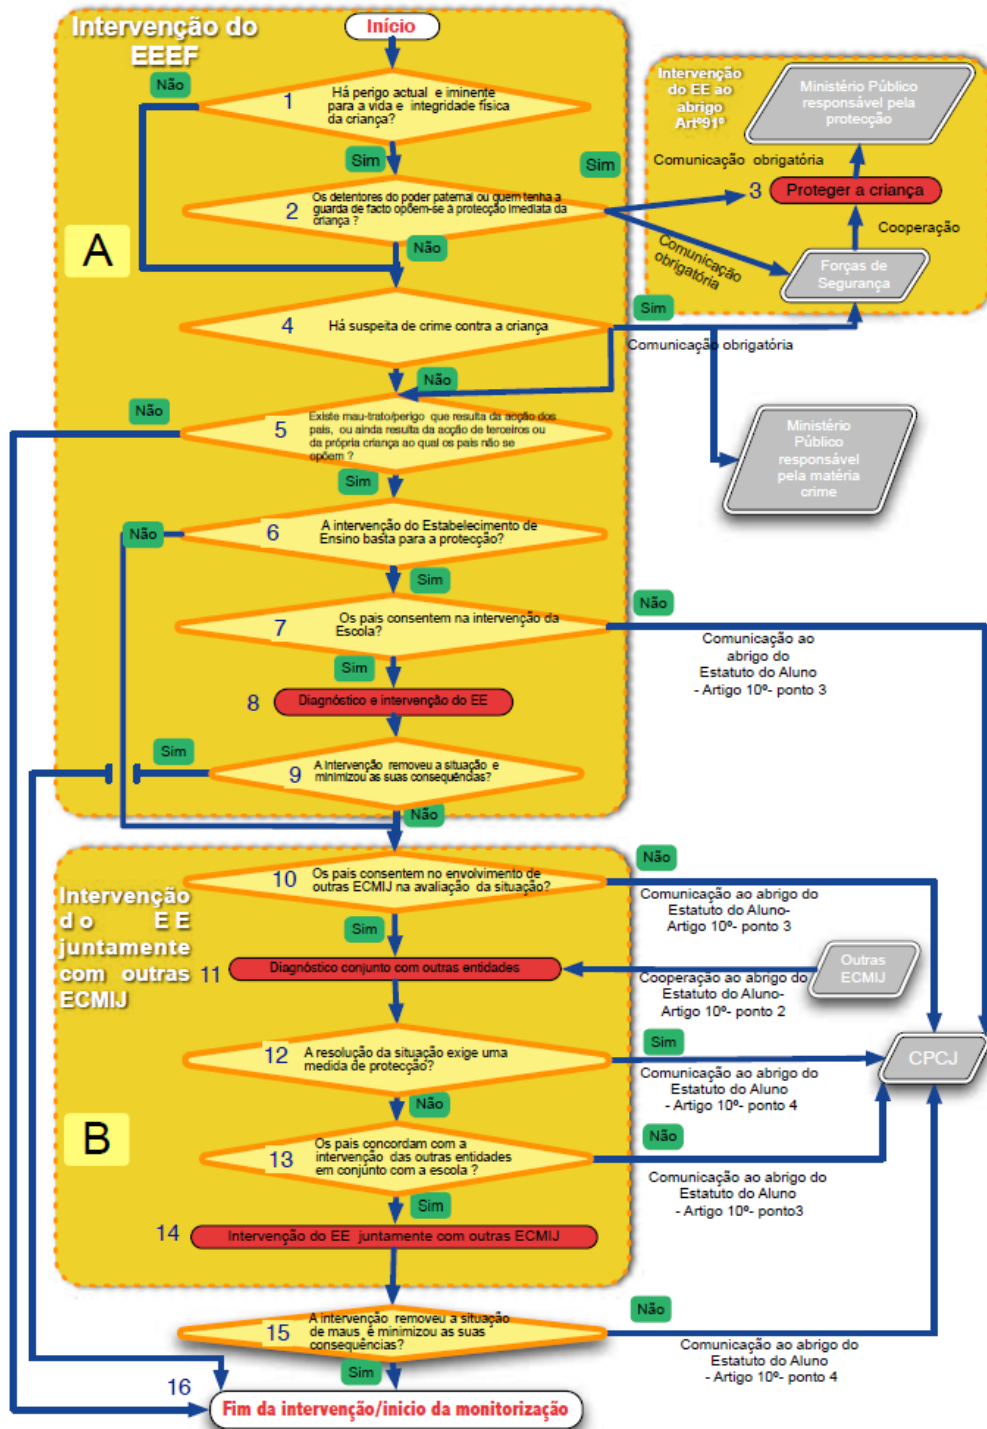 Intervenção do
EEEF
Início
Não
1
Há perigo actual e iminente
para a vida e integridade física
da criança?
Sim
Sim
2
Os detentores do poder paternal ou quem tenha a
guarda de facto opõem-se à protecção imediata da
criança ?
Não
Intervenção
do EE ao
abrigo
Artº91º
Ministério Público
responsável pela
protecção
Comunicação obrigatória
3
Proteger a criança
Cooperação
Comunicação
obrigatória
Forças de
Segurança
A
4
Há suspeita de crime contra a criança
Sim
Comunicação obrigatória
Não
Ministério
Público
responsável
pela matéria
crime
Não
5
Existe mau-trato/perigo que resulta da acção dos
pais, ou ainda resulta da acção de terceiros ou
da própria criança ao qual os pais não se
opõem ?
Sim
Não
6
A intervenção do Estabelecimento de
Ensino basta para a protecção?
Sim
Não
7
Os pais consentem na intervenção da
Escola?
Comunicação ao
abrigo do
Estatuto do Aluno
- Artigo 10º- ponto 3
Sim
8
Diagnóstico e intervenção do EE
Sim
9
A intervenção removeu a situação e
minimizou as suas consequências?
Não
Intervenção
do EE
juntamente
com outras
ECMIJ
10
Os pais consentem no envolvimento de
outras ECMIJ na avaliação da situação?
Não
Comunicação ao abrigo do
Estatuto do Aluno-
Artigo 10º- ponto 3
Sim
11
Diagnóstico conjunto com outras entidades
Outras
ECMIJ
Cooperação ao abrigo do
Estatuto do Aluno-
Artigo 10º- ponto 2
12
A resolução da situação exige uma
medida de protecção?
Sim
CPCJ
Comunicação ao abrigo do
Estatuto do Aluno
- Artigo 10º- ponto 4
Não
B
13
Os pais concordam com a
intervenção das outras entidades
em conjunto com a escola ?
Não
Comunicação ao abrigo do
Estatuto do Aluno
- Artigo 10º- ponto3
Sim
14
Intervenção do EE juntamente com outras ECMIJ
15
A intervenção removeu a situação
de maus e minimizou as suas
consequências?
Não
Comunicação ao abrigo do
Estatuto do Aluno
- Artigo 10º- ponto 4
Sim
16
Fim da intervenção/inicio da monitorização